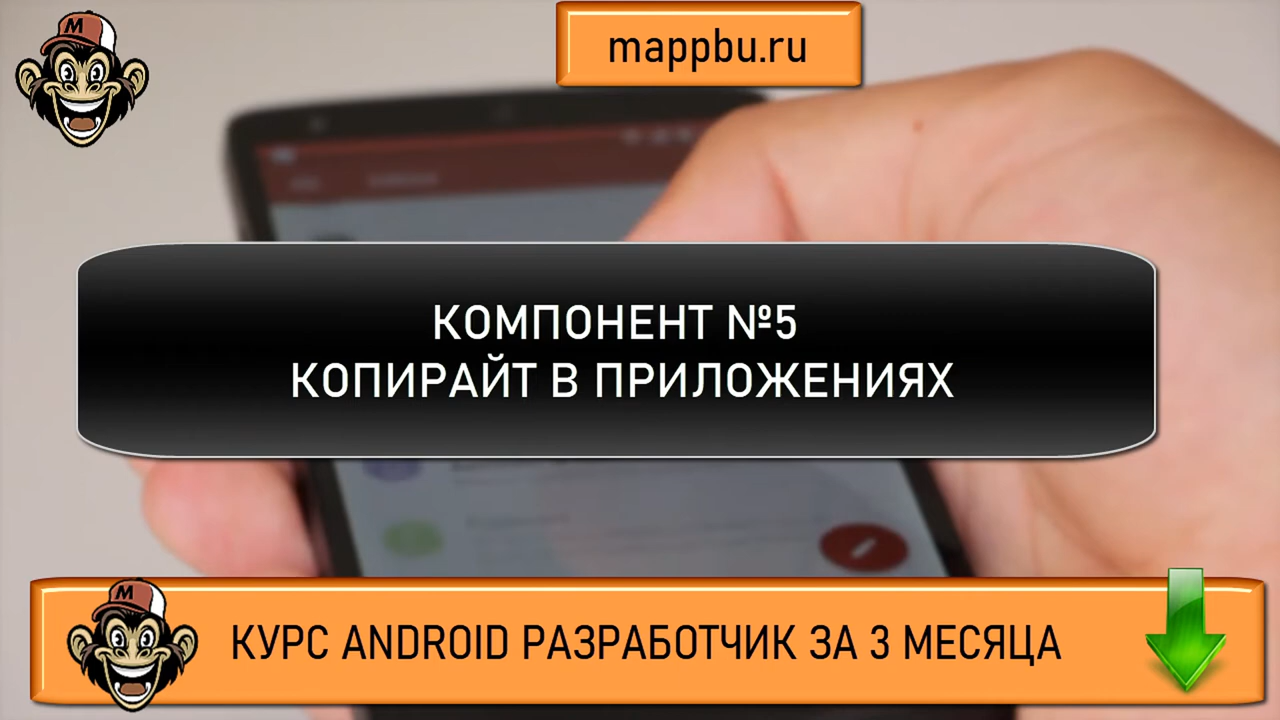 M
mappbu.ru
КОМПОНЕНТ №5
КОПИРАЙТ В ПРИЛОЖЕНИЯХ
M
КУРС ANDROID РАЗРАБОТЧИК ЗА 3 МЕСЯЦА